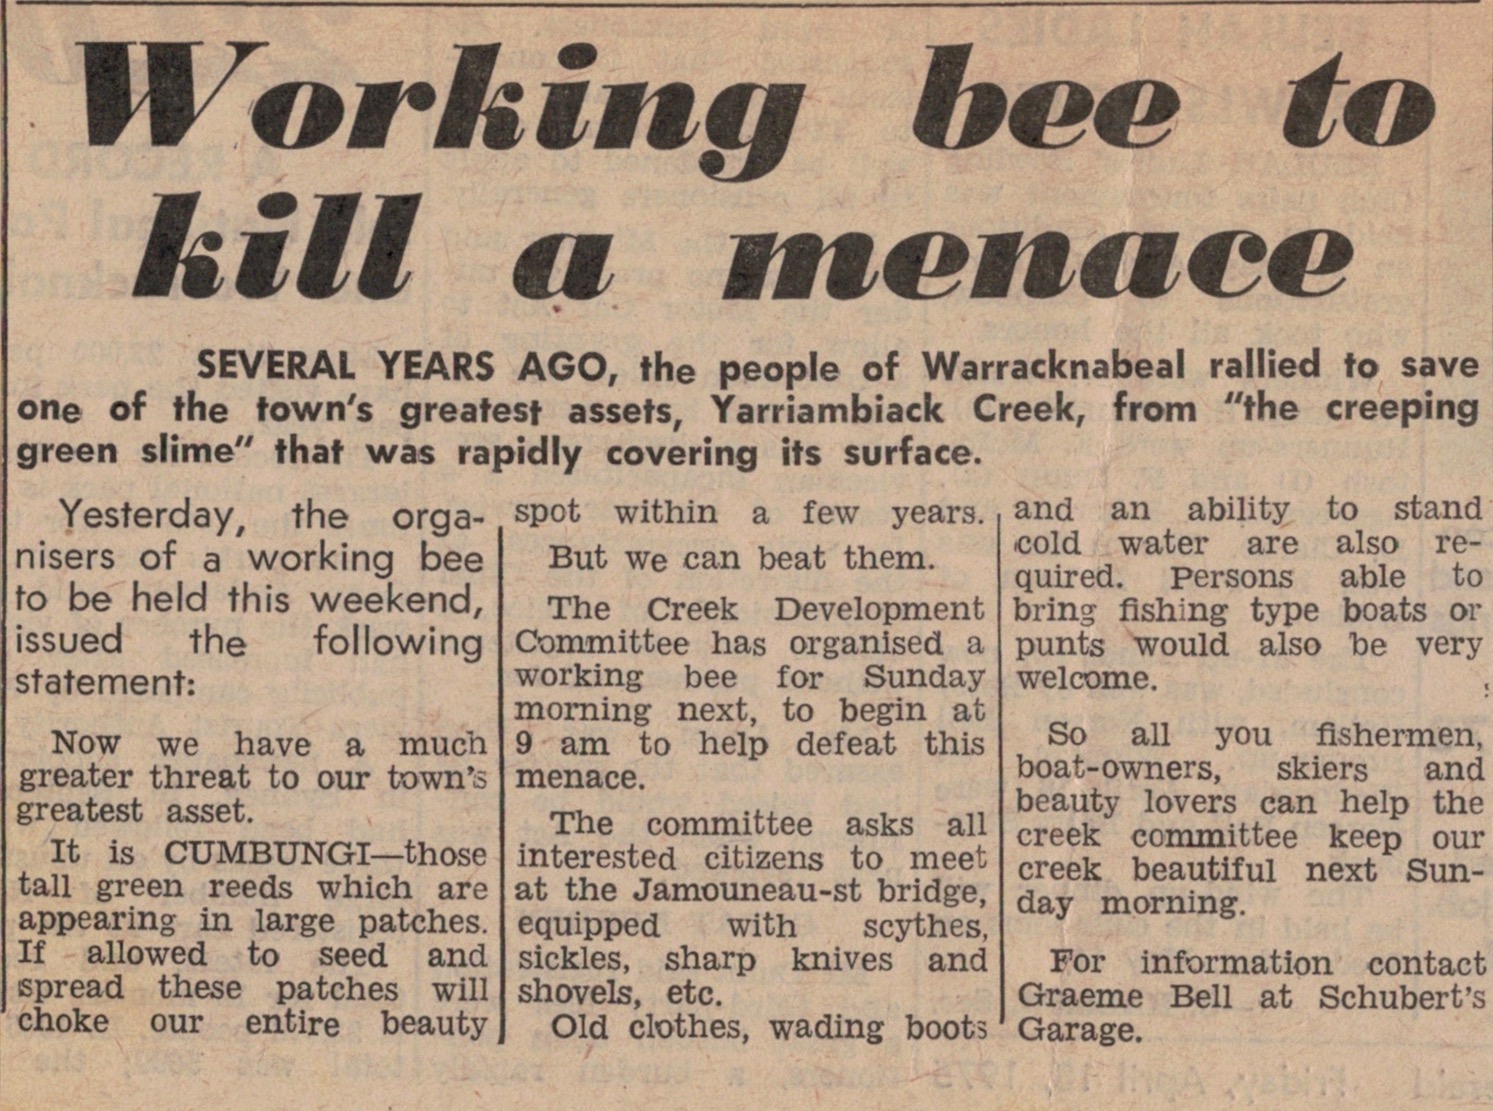 Working bee to
kill a menace
SEVERAL YEARS AGO, the people of Warracknabeal rallied to save
one of the town's greatest assets, Yarriambiack Creek, from "the creeping
green slime" that was rapidly covering its surface.
Yesterday, the orga-
nisers of a working bee
to be held this weekend,
issued the following
statement:
Now we have a much
greater threat to our town's
greatest asset.
It is CUMBUNGI—those
tall green reeds which are
appearing in large patches.
If allowed to seed and
spread these patches will
choke our entire beauty
spot within a few years.
But we can beat them.
The Creek Development
Committee has organised a
working bee for Sunday
morning next, to begin at
9 am to help defeat this
menace.
The committee asks all
interested citizens to meet
at the Jamouneau-st bridge,
equipped with scythes,
sickles, sharp knives and
shovels, etc.
Old clothes, wading boots
and an ability to stand
cold water are also re-
quired. Persons able to
bring fishing type boats or
punts would also be very
welcome.
So all you fishermen,
boat-owners, skiers and
beauty lovers can help the
creek committee keep our
creek beautiful next Sun-
day morning.
For information contact
Graeme Bell at Schubert's
Garage.